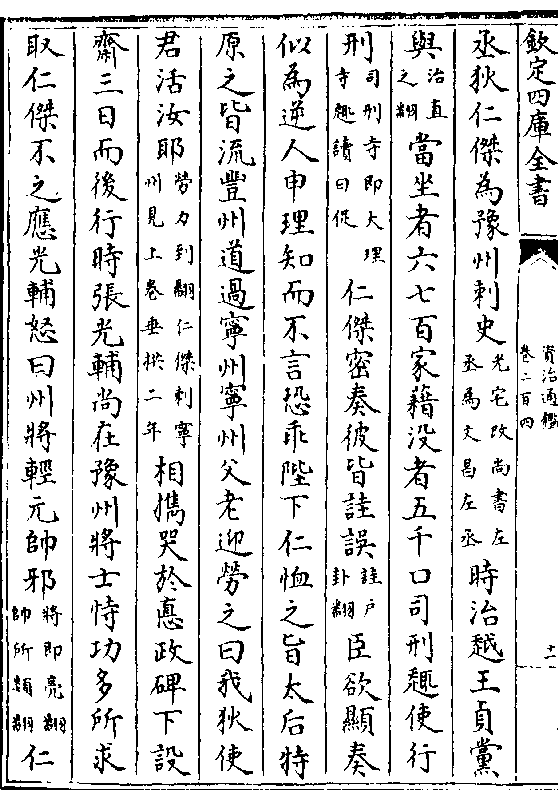 欽定四庫全書
資治通鑑
卷二百四
十一
丞狄仁傑為豫州刺史光宅改尚書左丞為文昌左丞時治越王貞黨
與治直之翻當坐者六七百家藉没者五千口司刑趣使行
刑司刑寺即大理寺趣讀曰促仁傑密奏彼皆詿誤詿户卦翻臣欲顯奏
似為逆人申理知而不言恐乖陛下仁恤之旨太后特
原之皆流豐州道過寧州寧州父老迎勞之曰我狄使
君活汝耶勞力到翻仁傑刺寧州見上卷垂拱二年相攜哭於惪政碑下設
齋三日而後行時張光輔尚在豫州將士恃功多所求
取仁傑不之應光輔怒曰州將輕元帥邪將即亮翻帥所類翻仁